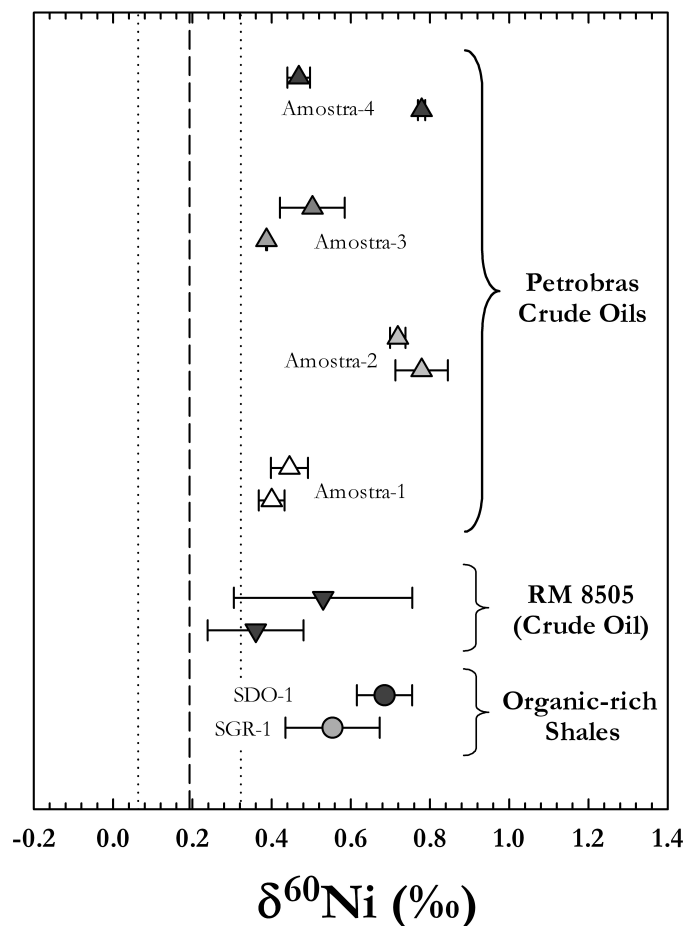 Amostra-4
Amostra-3
Petrobras
Crude Oils
Amostra-2
Amostra-1
RM 8505
(Crude Oil)
SDO-1
Organic-rich
SGR-1
Shales
-0.2 0.0 0.2 0.4 0.6 0.8 1.0 1.2 1.4
δ⁶⁰Ni (‰)